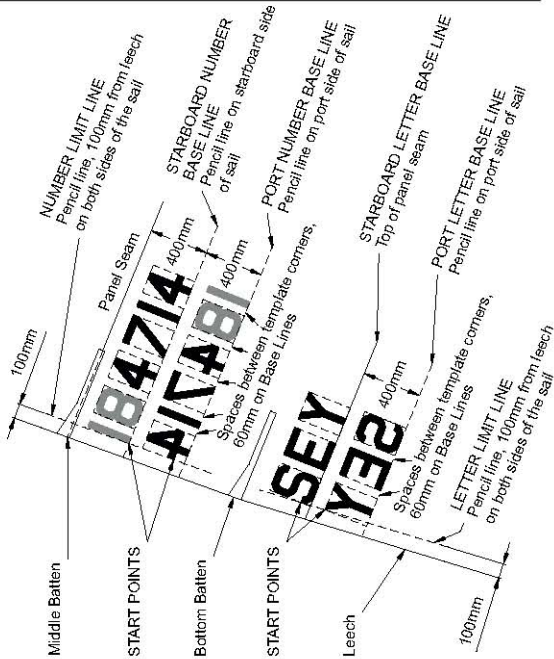 100mm
NUMBER LIMIT LINE
Pencil line, 100mm from leech
on both sides of the sail
Panel Seam
STARBOARD NUMBER
BASE LINE
Pencil line on starboard side
of sail
400mm
184714
PORT NUMBER BASE LINE
Pencil line on port side of sail
400mm
184714
Middle Batten
START POINTS
Spaces between template corners,
60mm on Base Lines
Bottom Batten
STARBOARD LETTER BASE LINE
Top of panel seam
SEY
START POINTS
400mm
SEY
PORT LETTER BASE LINE
Pencil line on port side of sail
Spaces between template corners,
60mm on Base Lines
LETTER LIMIT LINE
Pencil line, 100mm from leech
on both sides of the sail
Leech
100mm